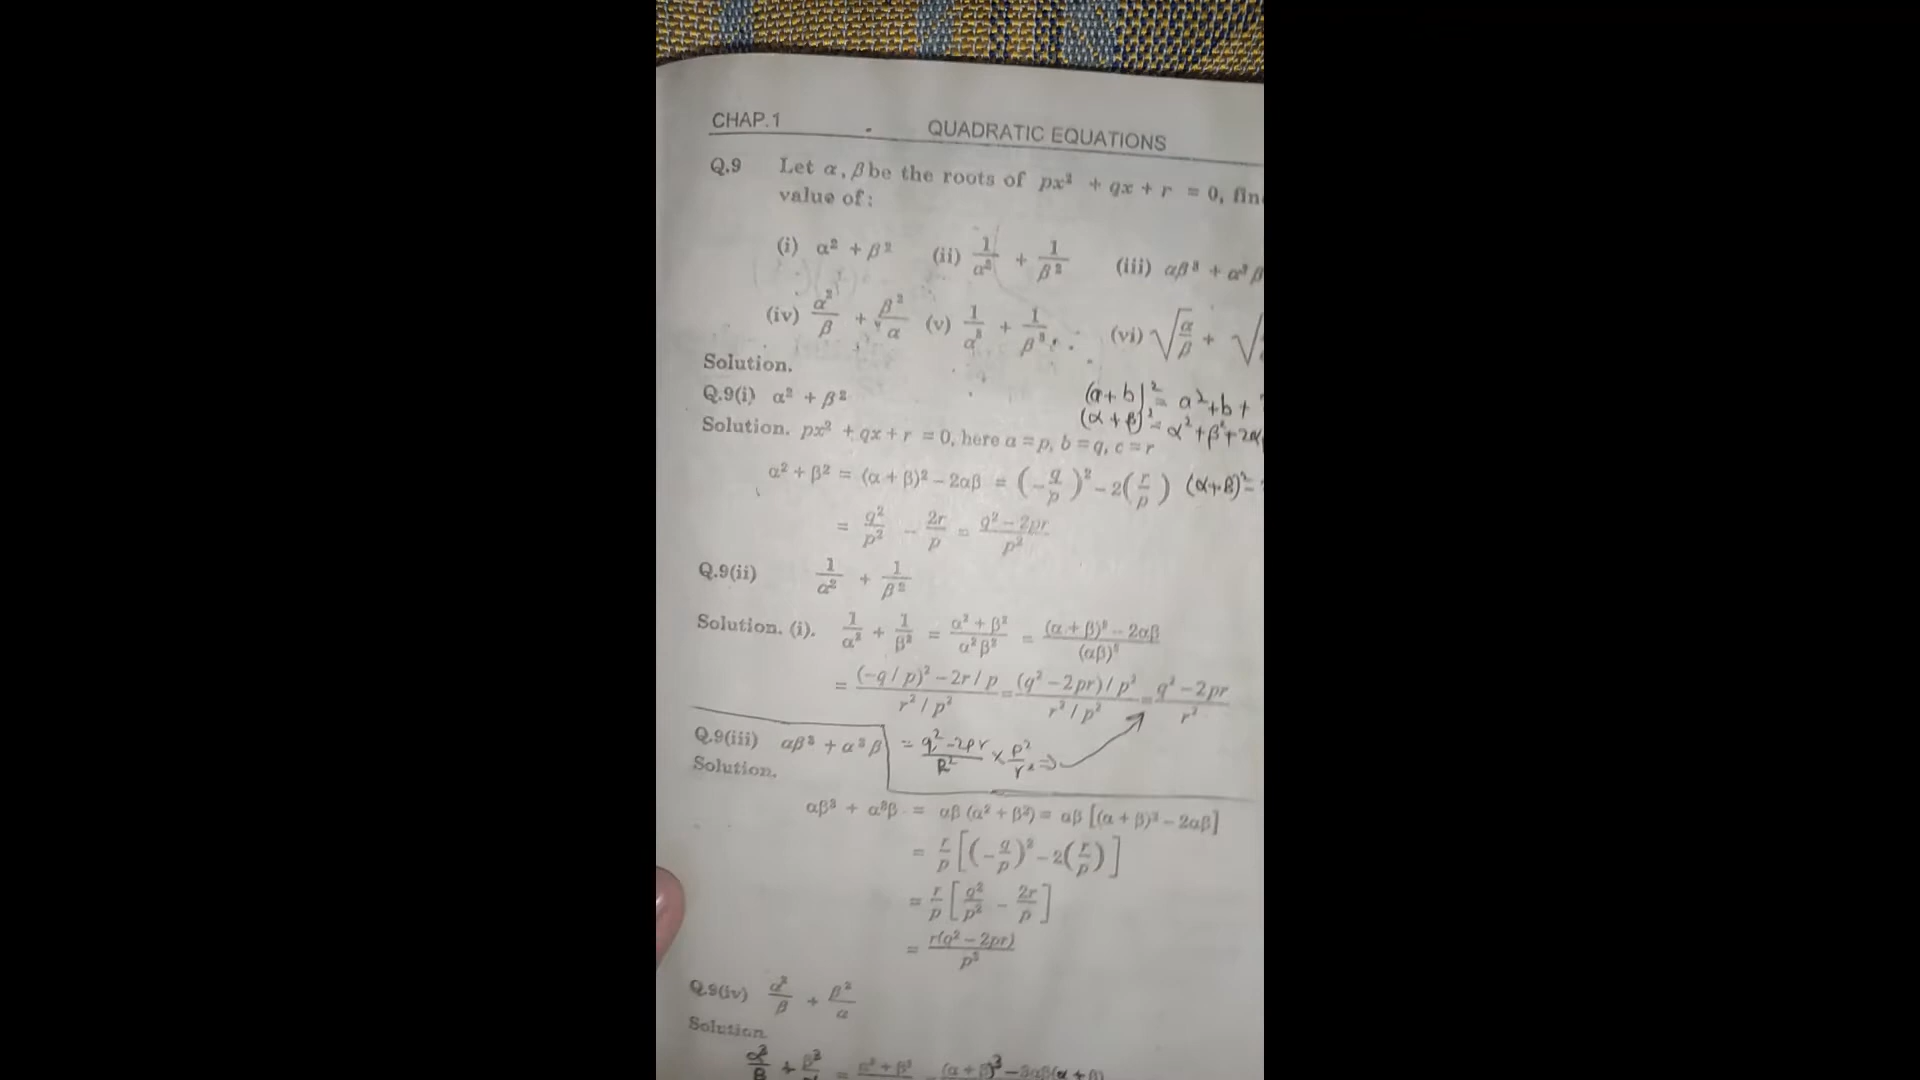 CHAP.1 QUADRATIC EQUATIONS
Q.9 Let α, β be the roots of px² + qx + r = 0, fin
value of:
(i) α² + β² (ii) 1/α² + 1/β² (iii) αβ³ + α³β
(iv) α²/β + β²/α (v) 1/α³ + 1/β³ (vi) √(α/β) + √
Solution.
Q.9(i) α² + β²
(a+b)² = a²+b+
(α+β)² = α²+β²+2α
Solution. px² + qx + r = 0, here a = p, b = q, c = r
α² + β² = (α + β)² – 2αβ = (–q/p)² – 2(r/p) (α+β)² =
= q²/p² – 2r/p = q² – 2pr/p²
Q.9(ii) 1/α² + 1/β²
Solution. (i). 1/α² + 1/β² = α² + β²/α²β² = (α + β)² – 2αβ/(αβ)²
= (–q / p)² – 2r / p/r² / p² = (q² – 2pr) / p²/r² / p² = q² – 2pr/r²
Q.9(iii) αβ³ + α³β = q²-2pr/P² × P²/r² ⇒
Solution.
αβ³ + α³β = αβ (α² + β²) = αβ [(α + β)² – 2αβ]
= r/p [(–q/p)² – 2(r/p)]
= r/p [q²/p² – 2r/p]
= r(q² – 2pr)/p³
Q.9(iv) α²/β + β²/α
Solution
α²/β + β²/α = α³ + β³ = (α + β)³ – 3αβ(α + β)